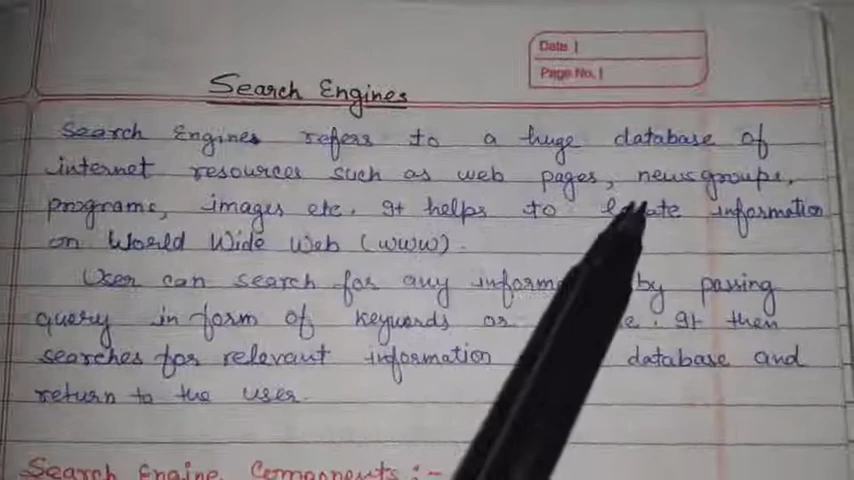 Date
Page No.
Search Engines
Search Engines refers to a huge database of
internet resources such as web pages, newsgroups,
programs, images etc. It helps to locate information
on World Wide Web (www).
User can search for any by passing
query in form of keywords or It then
searches for relevant information database and
return to the user.
Search Engine Components :-